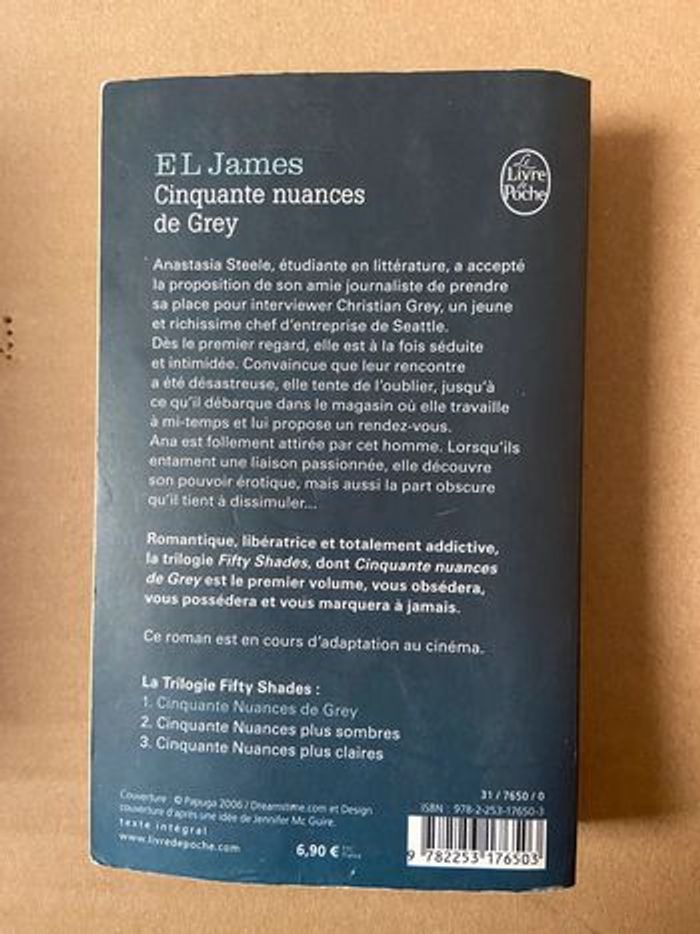 E L James
Cinquante nuances
de Grey
Le
Livre
de
Poche
Anastasia Steele, étudiante en littérature, a accepté
la proposition de son amie journaliste de prendre
sa place pour interviewer Christian Grey, un jeune
et richissime chef d'entreprise de Seattle.
Dès le premier regard, elle est à la fois séduite
et intimidée. Convaincue que leur rencontre
a été désastreuse, elle tente de l'oublier, jusqu'à
ce qu'il débarque dans le magasin où elle travaille
à mi-temps et lui propose un rendez-vous.
Ana est follement attirée par cet homme. Lorsqu'ils
entament une liaison passionnée, elle découvre
son pouvoir érotique, mais aussi la part obscure
qu'il tient à dissimuler...
Romantique, libératrice et totalement addictive,
la trilogie Fifty Shades, dont Cinquante nuances
de Grey est le premier volume, vous obsédera,
vous possédera et vous marquera à jamais.
Ce roman est en cours d'adaptation au cinéma.
La Trilogie Fifty Shades :
1. Cinquante Nuances de Grey
2. Cinquante Nuances plus sombres
3. Cinquante Nuances plus claires
Couverture : © Papuga 2006 / Dreamstime.com et Design
couverture d'après une idée de Jennifer Mc Guire.
texte intégral
www.livredepoche.com
6,90 €
France
31 / 7650 / 0
ISBN : 978-2-253-17650-3
9 782253 176503